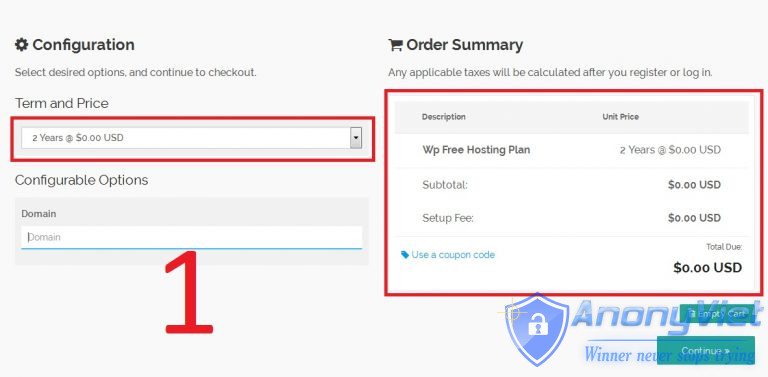 Configuration
Select desired options, and continue to checkout.
Term and Price
2 Years @ $0.00 USD
Configurable Options
Domain
Domain
1
Order Summary
Any applicable taxes will be calculated after you register or log in.
Description Unit Price
Wp Free Hosting Plan 2 Years @ $0.00 USD
Subtotal: $0.00 USD
Setup Fee: $0.00 USD
Use a coupon code
Total Due:
$0.00 USD
Empty Cart
AnonyViet
Continue »
Winner never stops trying